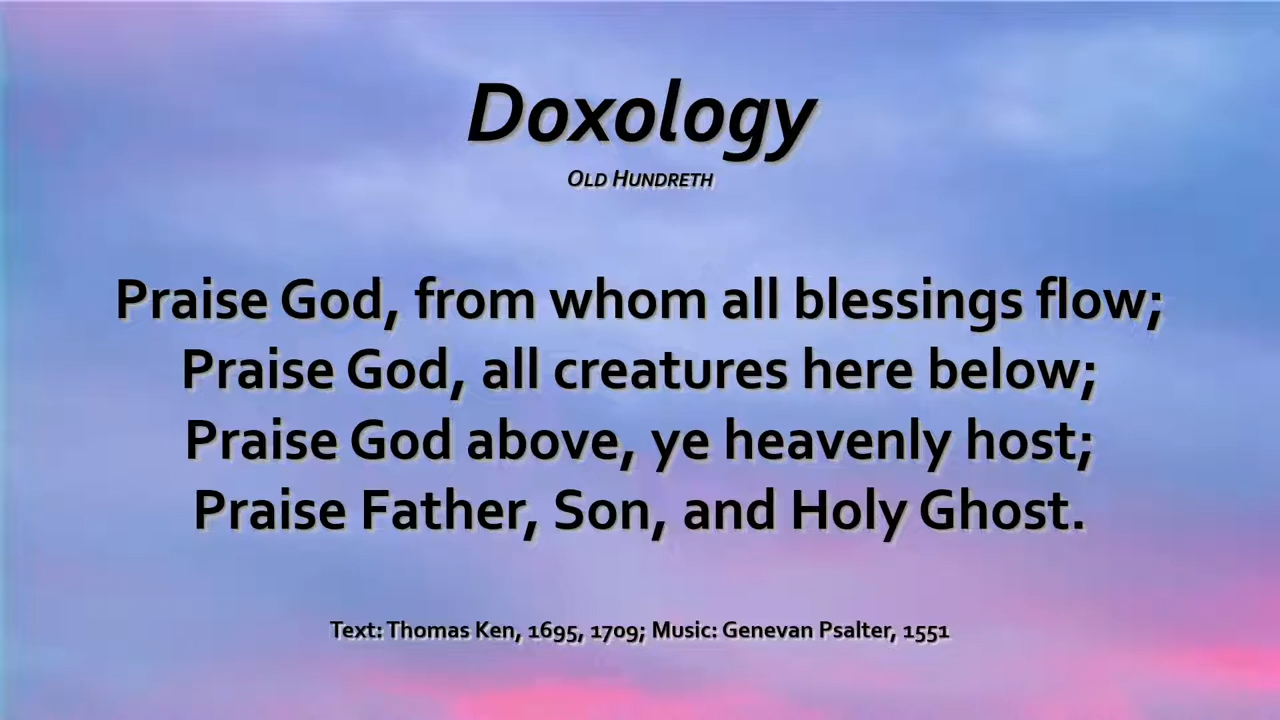 Doxology
OLD HUNDRETH
Praise God, from whom all blessings flow;
Praise God, all creatures here below;
Praise God above, ye heavenly host;
Praise Father, Son, and Holy Ghost.
Text: Thomas Ken, 1695, 1709; Music: Genevan Psalter, 1551